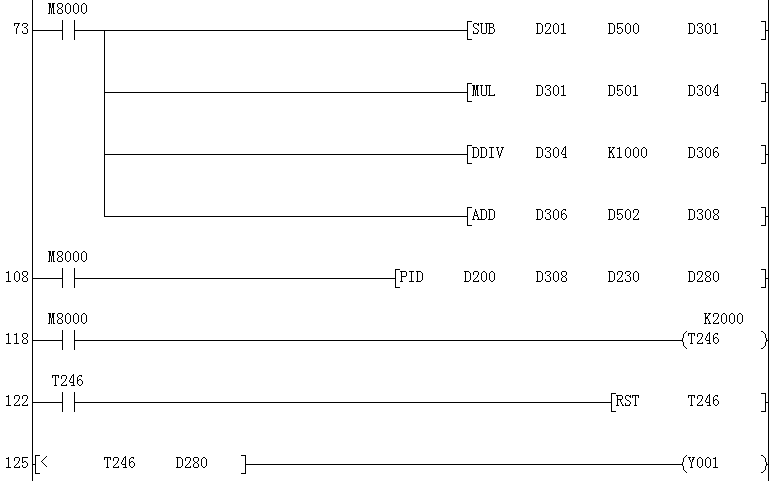 M8000
73 [SUB D201 D500 D301 ]
[MUL D301 D501 D304 ]
[DDIV D304 K1000 D306 ]
[ADD D306 D502 D308 ]
M8000
108 [PID D200 D308 D230 D280 ]
M8000 K2000
118 (T246 )
T246
122 [RST T246 ]
125 [< T246 D280 ] (Y001 )